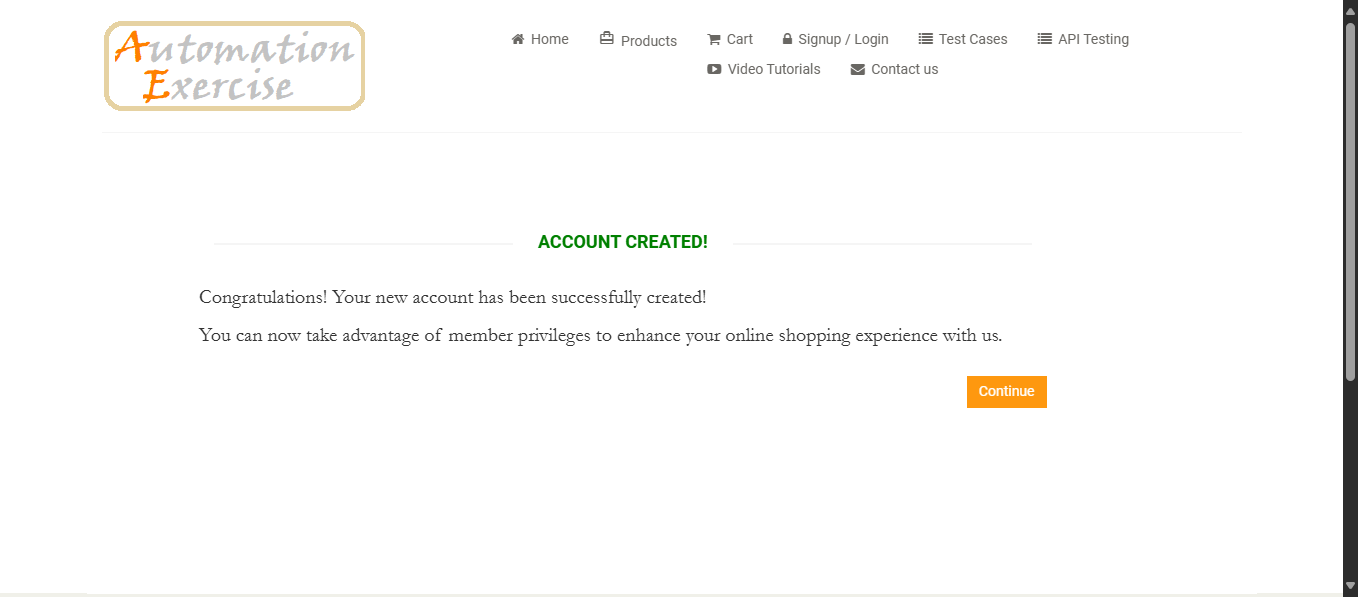 Automation
Exercise
Home Products Cart Signup / Login Test Cases API Testing
Video Tutorials Contact us
ACCOUNT CREATED!
Congratulations! Your new account has been successfully created!
You can now take advantage of member privileges to enhance your online shopping experience with us.
Continue